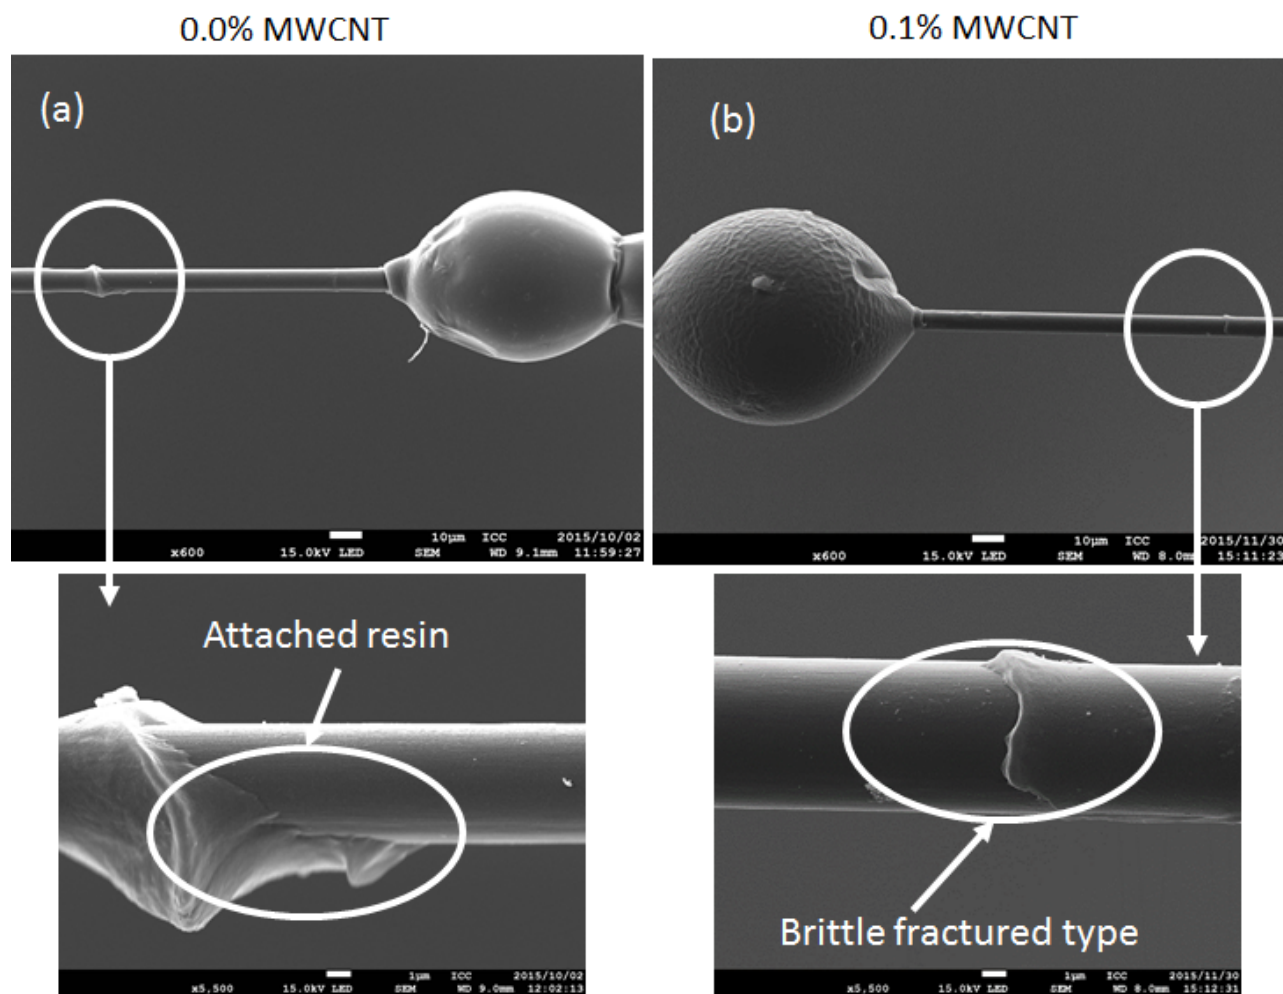 0.0% MWCNT
0.1% MWCNT
(a)
(b)
10µm ICC 2015/10/02
x600 15.0kV LED SEM WD 9.1mm 11:59:27
10µm ICC 2015/11/30
x600 15.0kV LED SEM WD 8.0mm 15:11:23
Attached resin
1µm ICC 2015/10/02
x5,500 15.0kV LED SEM WD 9.0mm 12:02:13
Brittle fractured type
1µm ICC 2015/11/30
x5,500 15.0kV LED SEM WD 8.0mm 15:12:31